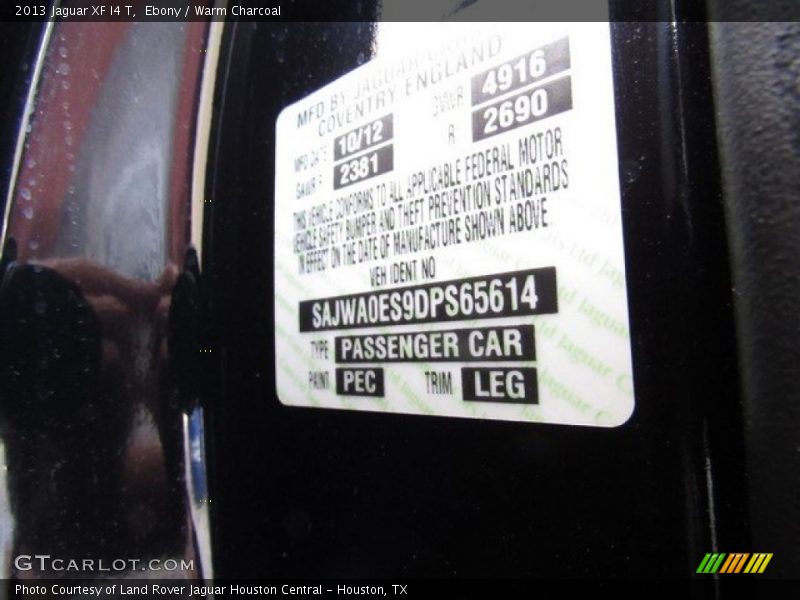 2013 Jaguar XF I4 T, Ebony / Warm Charcoal
MFD BY JAGUAR
COVENTRY ENGLAND
MFD DATE 10/12 GVWR 4916
GAWR F 2381 R 2690
THIS VEHICLE CONFORMS TO ALL APPLICABLE FEDERAL MOTOR
VEHICLE SAFETY BUMPER AND THEFT PREVENTION STANDARDS
IN EFFECT ON THE DATE OF MANUFACTURE SHOWN ABOVE
VEH IDENT NO
SAJWA0ES9DPS65614
TYPE PASSENGER CAR
PAINT PEC TRIM LEG
GTCARLOT.COM
Photo Courtesy of Land Rover Jaguar Houston Central - Houston, TX